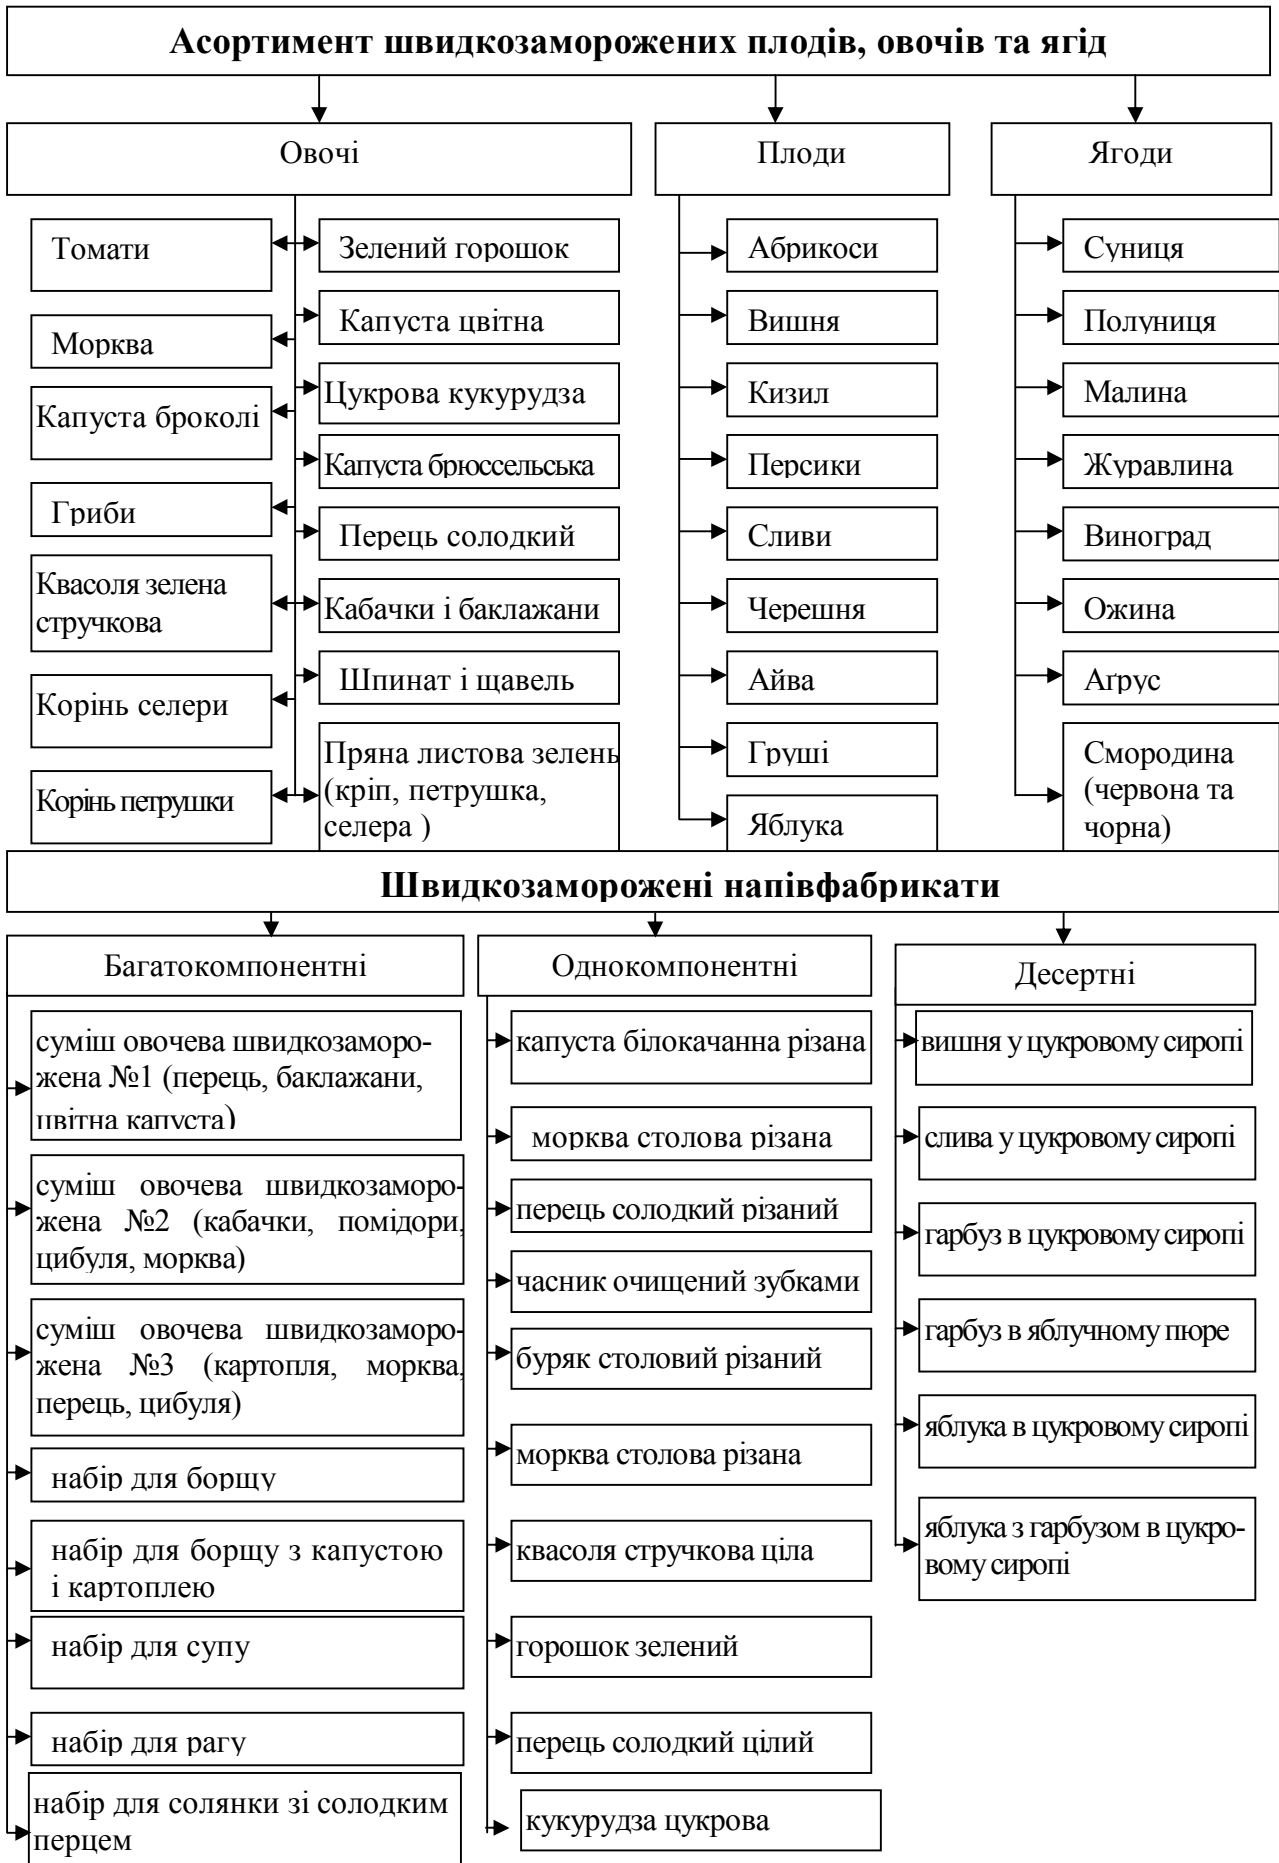 Асортимент швидкозаморожених плодів, овочів та ягід
Овочі
Томати
Морква
Капуста броколі
Гриби
Квасоля зелена
стручкова
Корінь селери
Корінь петрушки
Зелений горошок
Капуста цвітна
Цукрова кукурудза
Капуста брюссельська
Перець солодкий
Кабачки і баклажани
Шпинат і щавель
Пряна листова зелень
(кріп, петрушка,
селера )
Плоди
Абрикоси
Вишня
Кизил
Персики
Сливи
Черешня
Айва
Груші
Яблука
Ягоди
Суниця
Полуниця
Малина
Журавлина
Виноград
Ожина
Аґрус
Смородина
(червона та
чорна)
Швидкозаморожені напівфабрикати
Багатокомпонентні
суміш овочева швидкозаморо-
жена №1 (перець, баклажани,
цвітна капуста)
суміш овочева швидкозаморо-
жена №2 (кабачки, помідори,
цибуля, морква)
суміш овочева швидкозаморо-
жена №3 (картопля, морква,
перець, цибуля)
набір для борщу
набір для борщу з капустою
і картоплею
набір для супу
набір для рагу
набір для солянки зі солодким
перцем
Однокомпонентні
капуста білокачанна різана
морква столова різана
перець солодкий різаний
часник очищений зубками
буряк столовий різаний
морква столова різана
квасоля стручкова ціла
горошок зелений
перець солодкий цілий
кукурудза цукрова
Десертні
вишня у цукровому сиропі
слива у цукровому сиропі
гарбуз в цукровому сиропі
гарбуз в яблучному пюре
яблука в цукровому сиропі
яблука з гарбузом в цукро-
вому сиропі